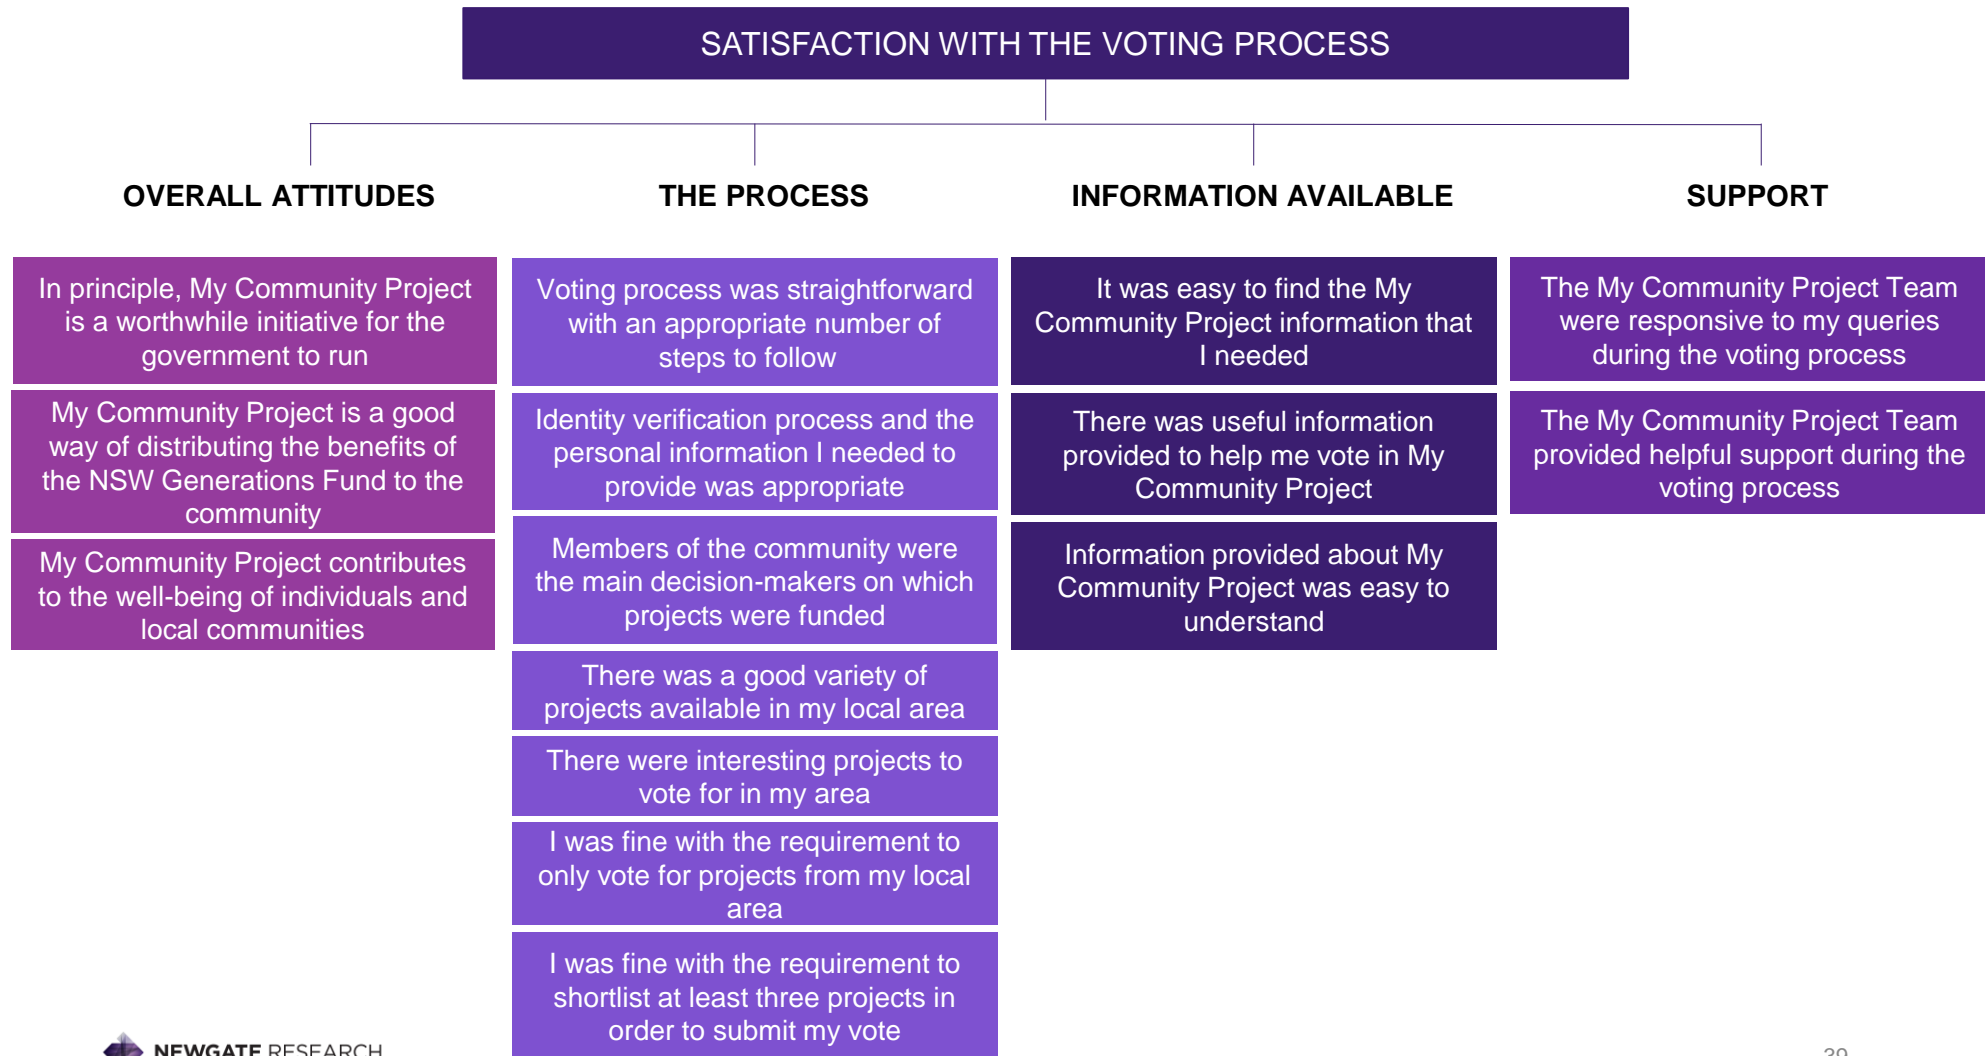 SATISFACTION WITH THE VOTING PROCESS
OVERALL ATTITUDES
In principle, My Community Project
is a worthwhile initiative for the
government to run
My Community Project is a good
way of distributing the benefits of
the NSW Generations Fund to the
community
My Community Project contributes
to the well-being of individuals and
local communities
THE PROCESS
Voting process was straightforward
with an appropriate number of
steps to follow
Identity verification process and the
personal information I needed to
provide was appropriate
Members of the community were
the main decision-makers on which
projects were funded
There was a good variety of
projects available in my local area
There were interesting projects to
vote for in my area
I was fine with the requirement to
only vote for projects from my local
area
I was fine with the requirement to
shortlist at least three projects in
order to submit my vote
INFORMATION AVAILABLE
It was easy to find the My
Community Project information that
I needed
There was useful information
provided to help me vote in My
Community Project
Information provided about My
Community Project was easy to
understand
SUPPORT
The My Community Project Team
were responsive to my queries
during the voting process
The My Community Project Team
provided helpful support during the
voting process
NEWGATE RESEARCH
39